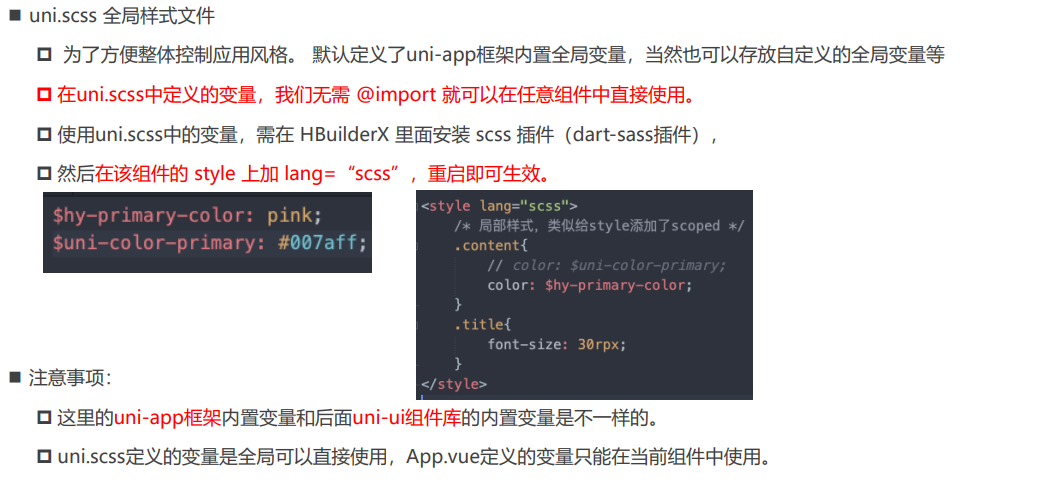 uni.scss 全局样式文件
为了方便整体控制应用风格。 默认定义了uni-app框架内置全局变量，当然也可以存放自定义的全局变量等
在uni.scss中定义的变量，我们无需 @import 就可以在任意组件中直接使用。
使用uni.scss中的变量，需在 HBuilderX 里面安装 scss 插件（dart-sass插件），
然后在该组件的 style 上加 lang=“scss”，重启即可生效。
$hy-primary-color: pink;
$uni-color-primary: #007aff;
<style lang="scss">
/* 局部样式，类似给style添加了scoped */
.content{
// color: $uni-color-primary;
color: $hy-primary-color;
}
.title{
font-size: 30rpx;
}
</style>
注意事项：
这里的uni-app框架内置变量和后面uni-ui组件库的内置变量是不一样的。
uni.scss定义的变量是全局可以直接使用，App.vue定义的变量只能在当前组件中使用。